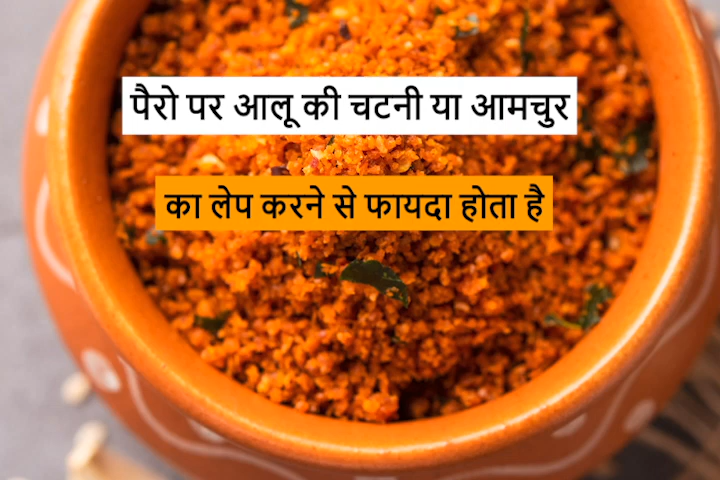 पैरो पर आलू की चटनी या आमचुर
का लेप करने से फायदा होता है